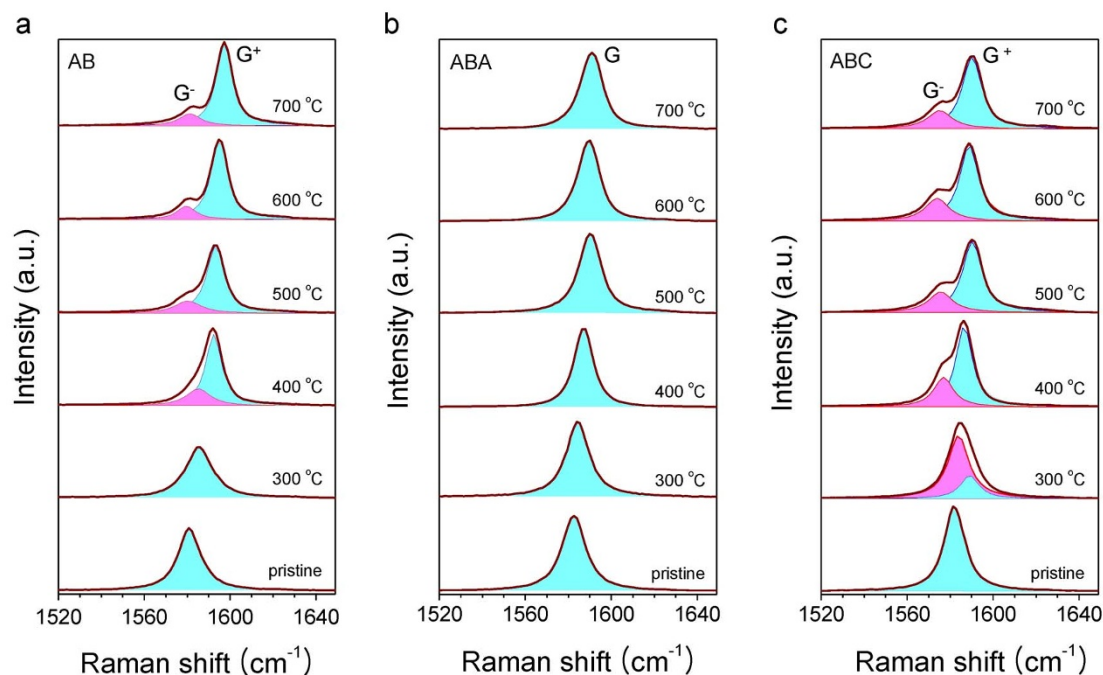 a
AB
G⁻
G⁺
700 °C
600 °C
500 °C
400 °C
300 °C
pristine
Intensity (a.u.)
1520 1560 1600 1640
Raman shift (cm⁻¹)
b
ABA
G
700 °C
600 °C
500 °C
400 °C
300 °C
pristine
Intensity (a.u.)
1520 1560 1600 1640
Raman shift (cm⁻¹)
c
ABC
G⁻
G⁺
700 °C
600 °C
500 °C
400 °C
300 °C
pristine
Intensity (a.u.)
1520 1560 1600 1640
Raman shift (cm⁻¹)